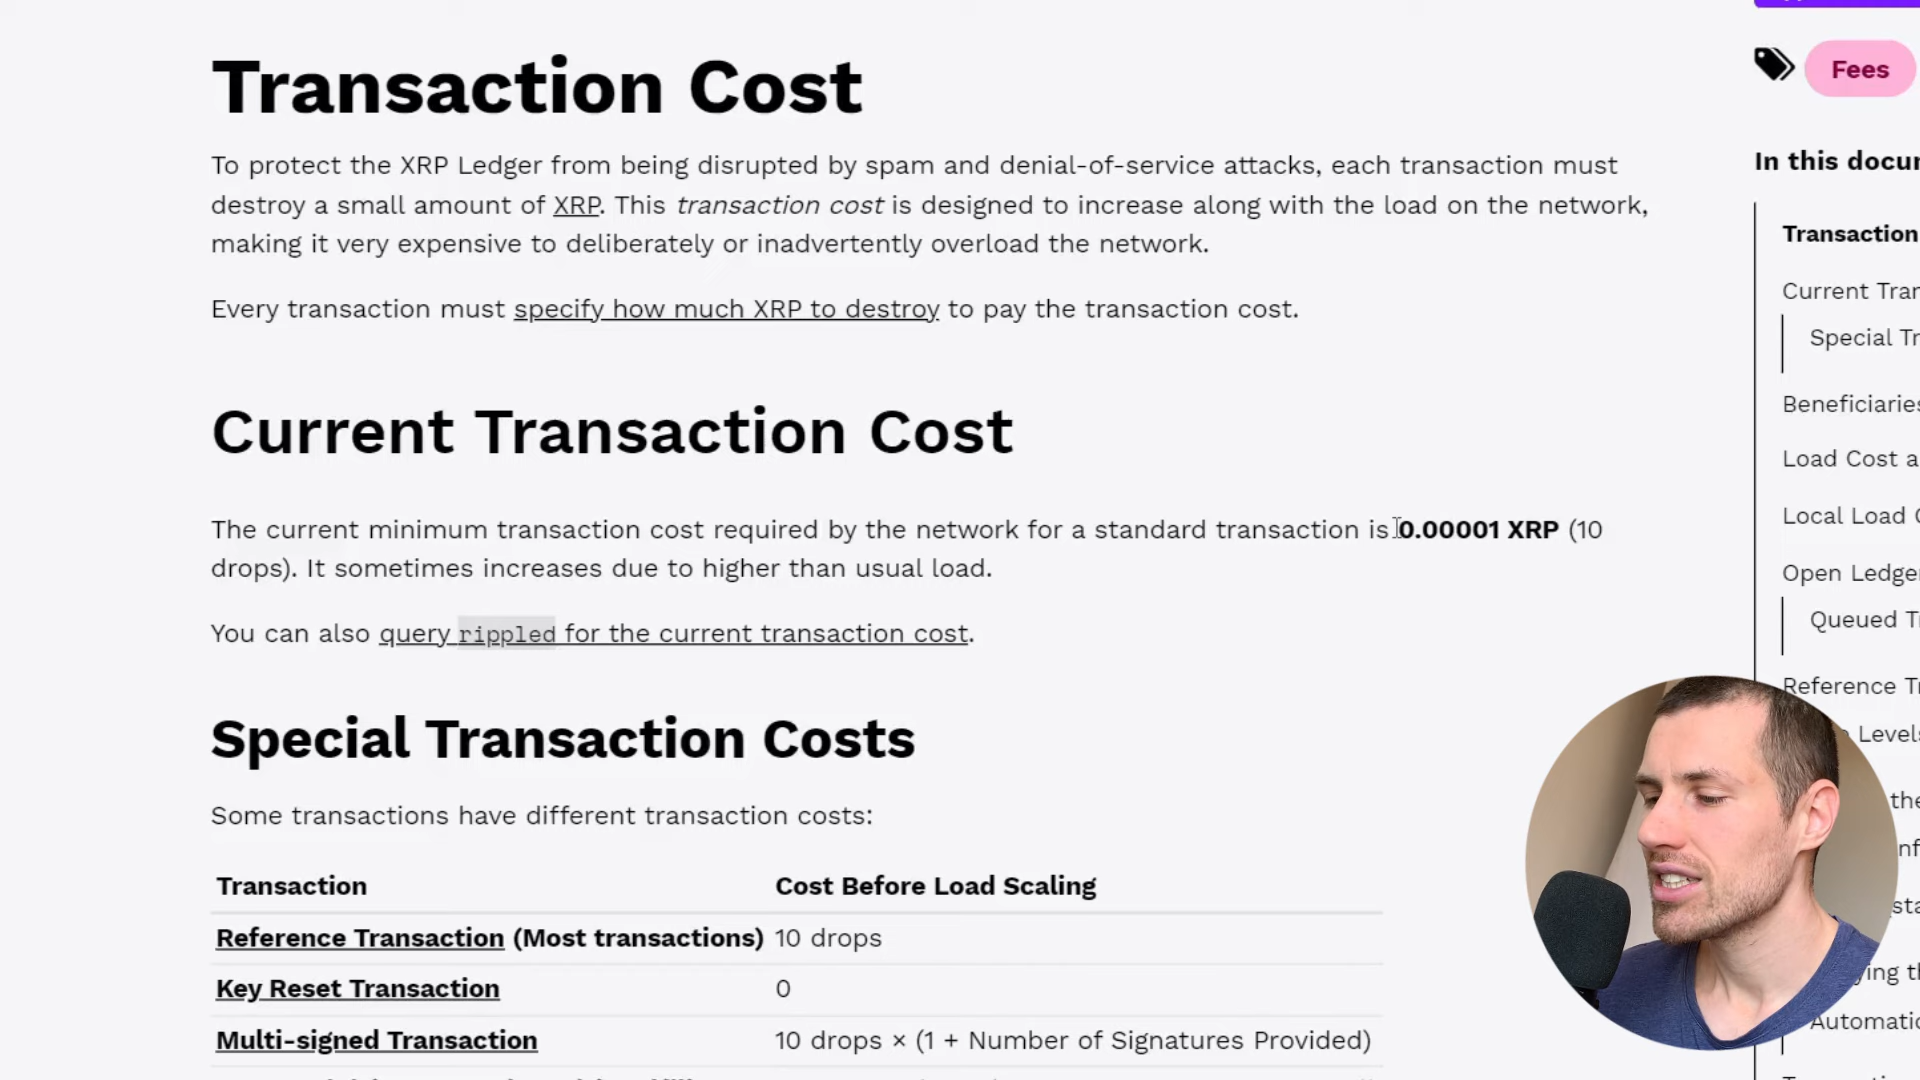 Fees
Transaction Cost
To protect the XRP Ledger from being disrupted by spam and denial-of-service attacks, each transaction must
destroy a small amount of XRP. This transaction cost is designed to increase along with the load on the network,
making it very expensive to deliberately or inadvertently overload the network.
Every transaction must specify how much XRP to destroy to pay the transaction cost.
Current Transaction Cost
The current minimum transaction cost required by the network for a standard transaction is 0.00001 XRP (10
drops). It sometimes increases due to higher than usual load.
You can also query rippled for the current transaction cost.
Special Transaction Costs
Some transactions have different transaction costs:
Transaction Cost Before Load Scaling
Reference Transaction (Most transactions) 10 drops
Key Reset Transaction 0
Multi-signed Transaction 10 drops × (1 + Number of Signatures Provided)
In this
Transaction
Current
Special
Beneficiaries
Load Cost
Local Load
Open
Queued
Reference
Levels
the